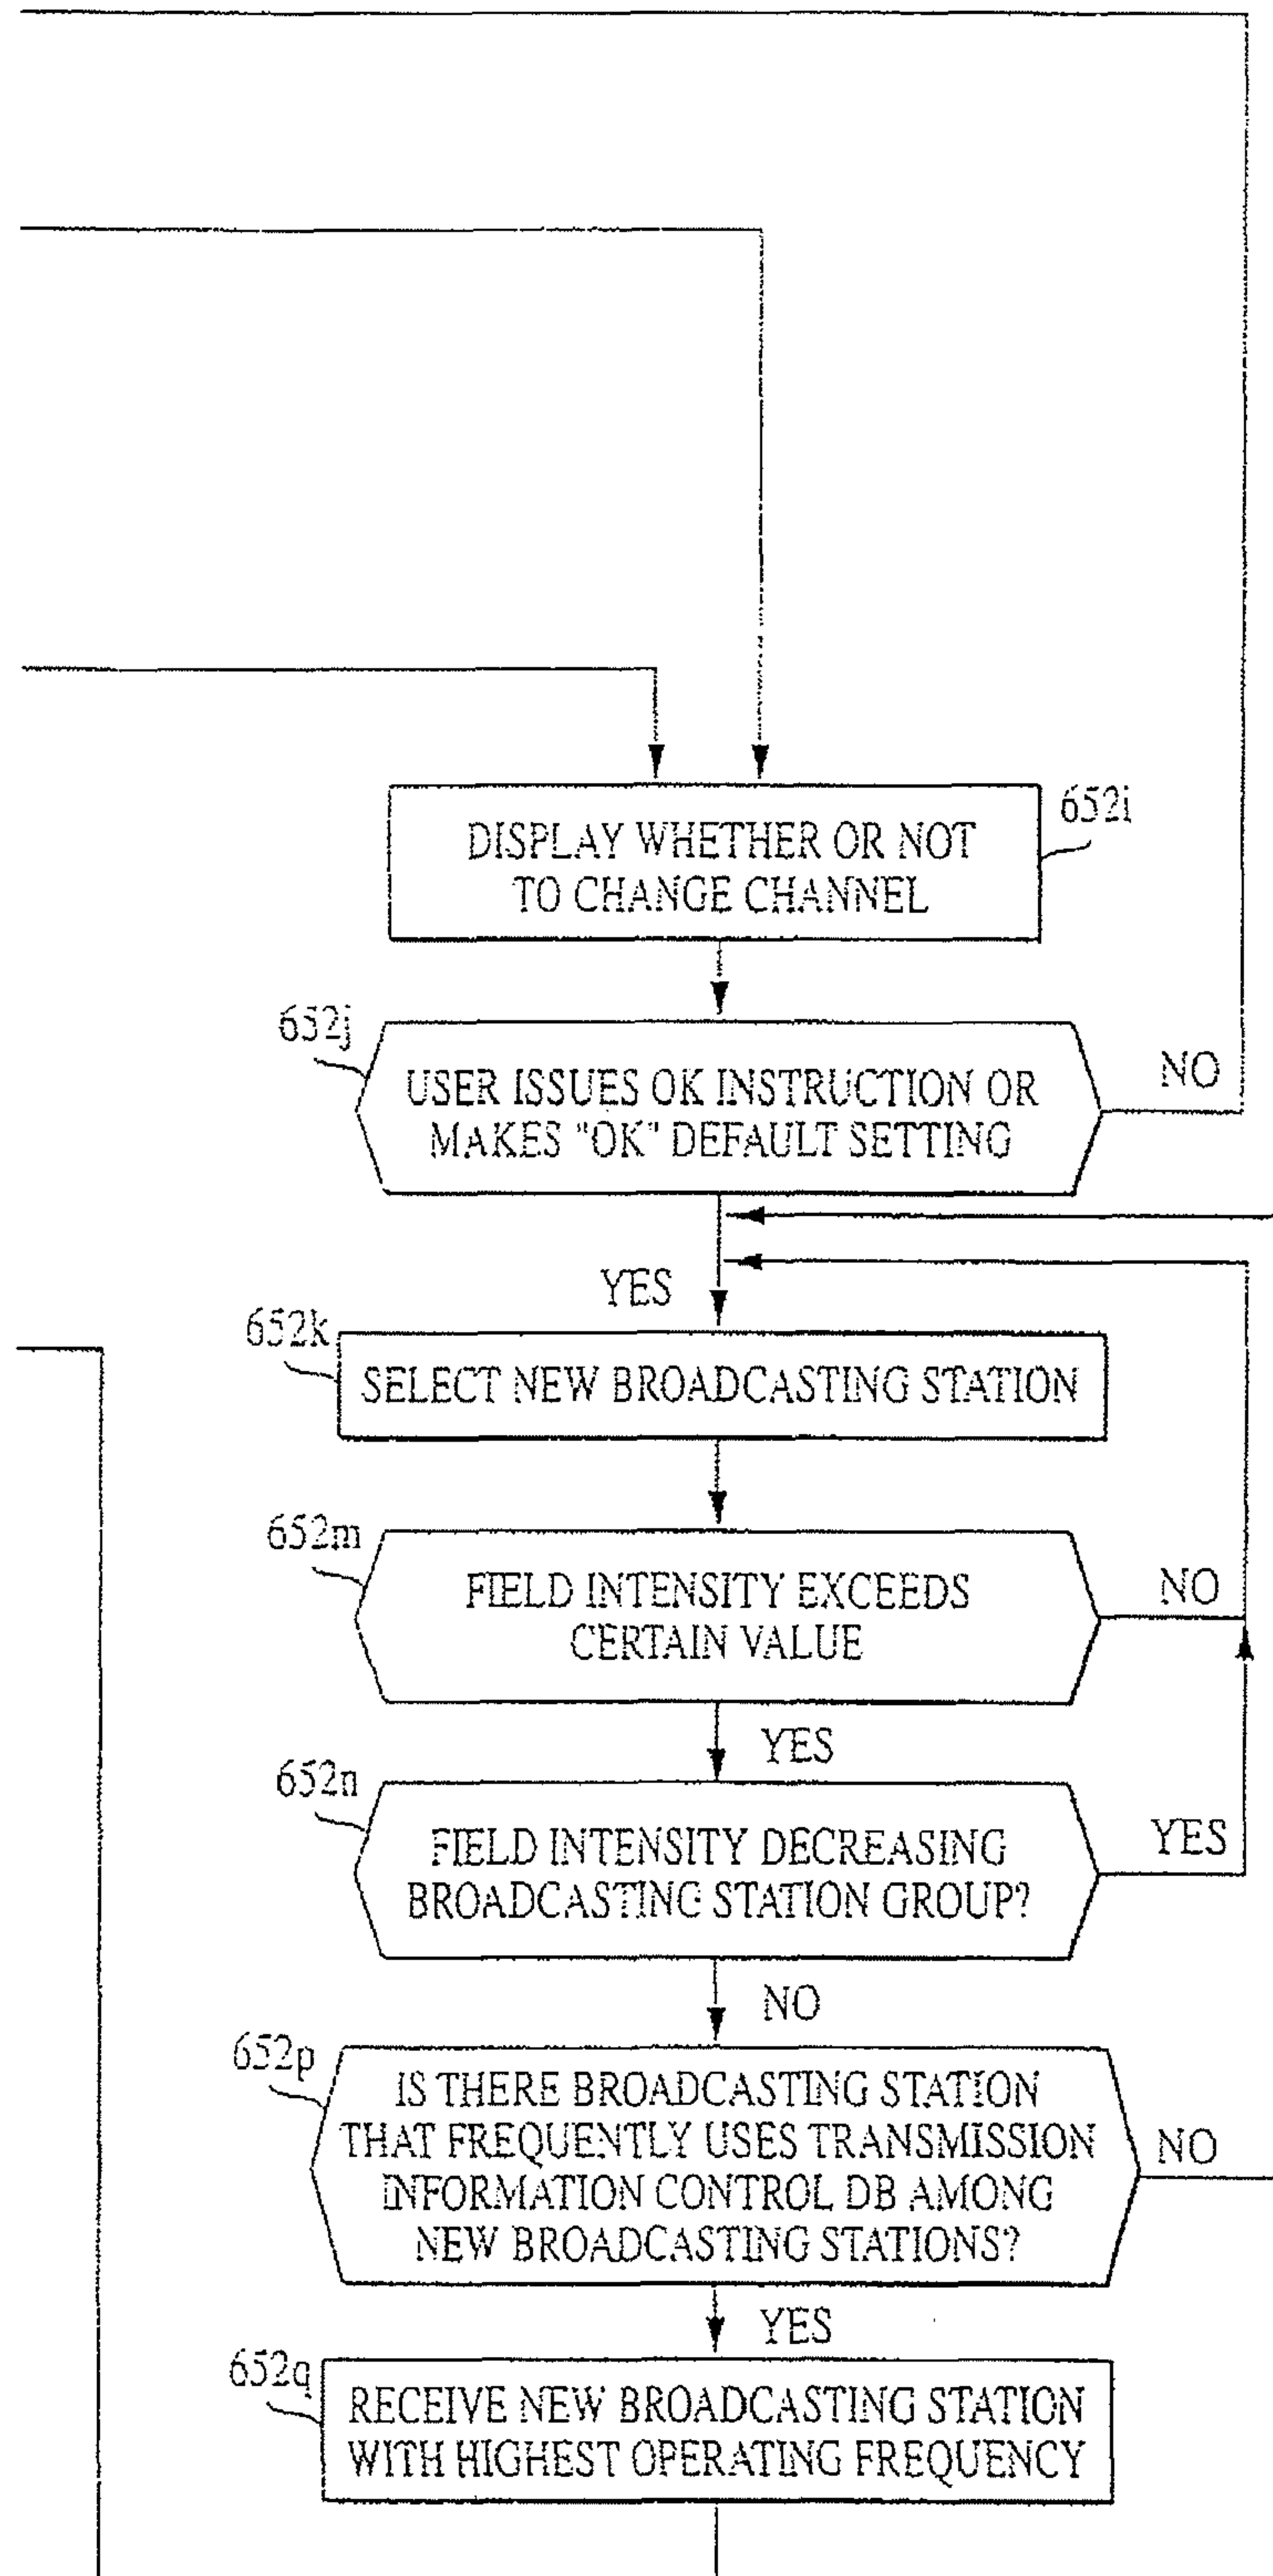 652i
DISPLAY WHETHER OR NOT
TO CHANGE CHANNEL
652j
USER ISSUES OK INSTRUCTION OR
MAKES "OK" DEFAULT SETTING
NO
YES
652k
SELECT NEW BROADCASTING STATION
652m
FIELD INTENSITY EXCEEDS
CERTAIN VALUE
NO
YES
652n
FIELD INTENSITY DECREASING
BROADCASTING STATION GROUP?
YES
NO
652p
IS THERE BROADCASTING STATION
THAT FREQUENTLY USES TRANSMISSION
INFORMATION CONTROL DB AMONG
NEW BROADCASTING STATIONS?
NO
YES
652q
RECEIVE NEW BROADCASTING STATION
WITH HIGHEST OPERATING FREQUENCY